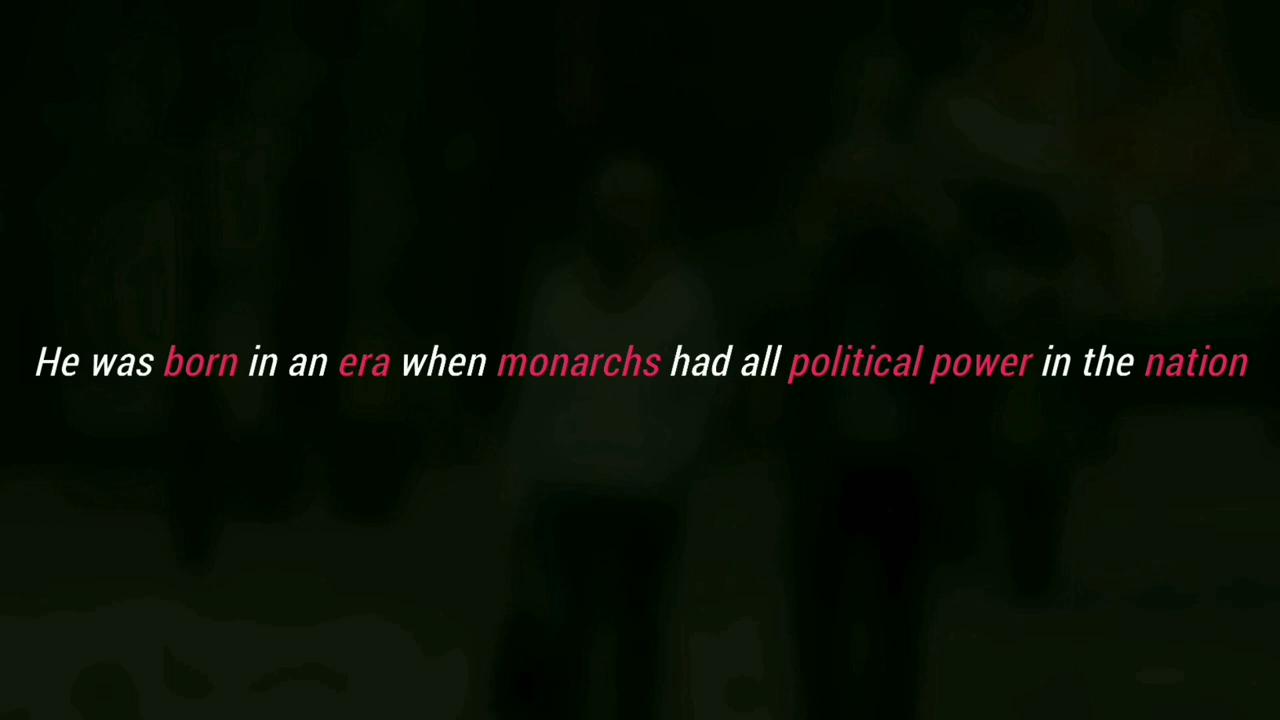 He was born in an era when monarchs had all political power in the nation